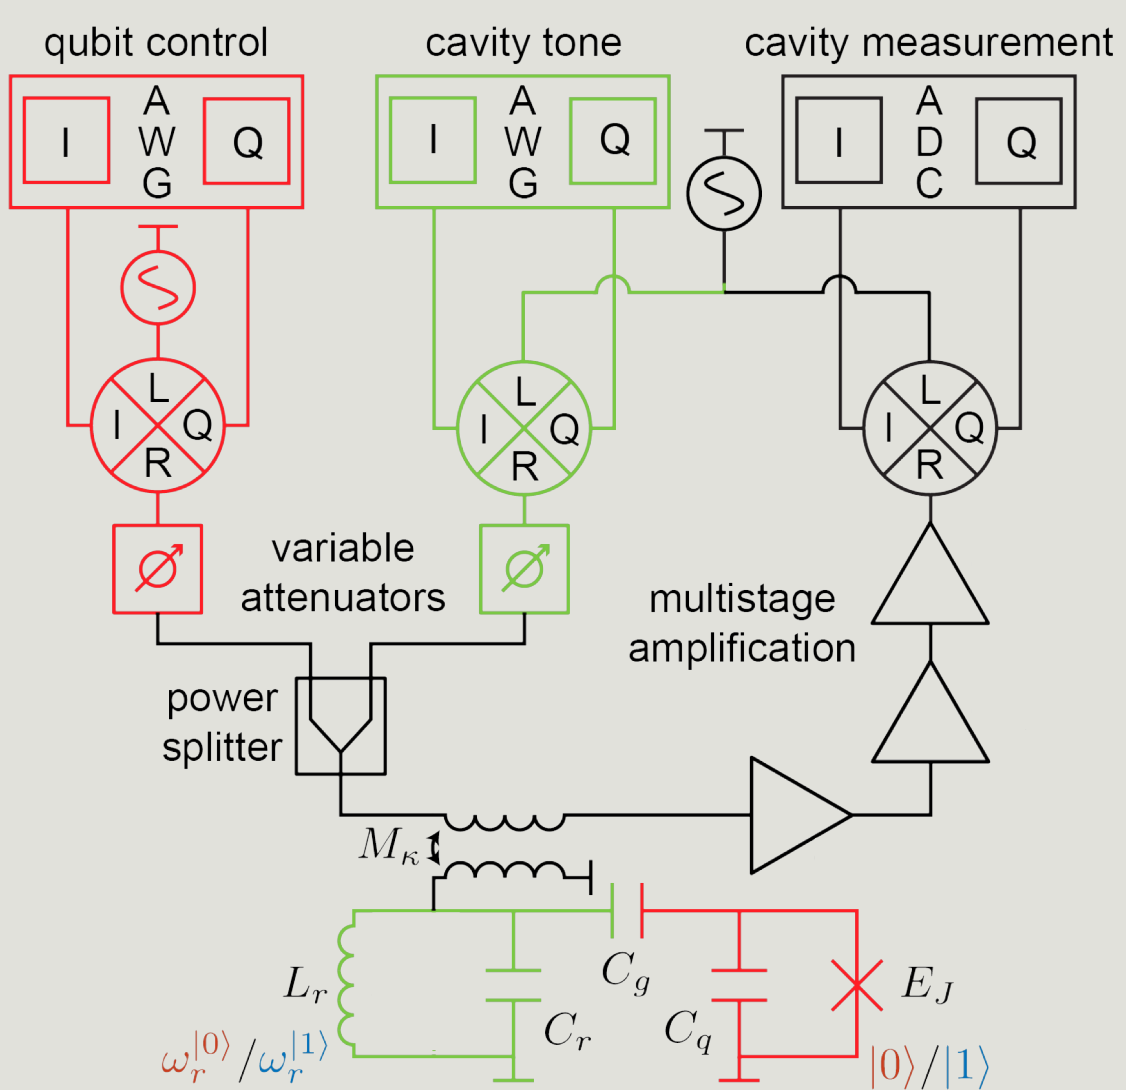 qubit control
cavity tone
cavity measurement
I
A
W
G
Q
I
A
W
G
Q
I
A
D
C
Q
L
I
Q
R
L
I
Q
R
L
I
Q
R
variable
attenuators
multistage
amplification
power
splitter
M_κ
L_r
C_r
C_g
C_q
E_J
ω_r^{|0⟩}/ω_r^{|1⟩}
|0⟩/|1⟩